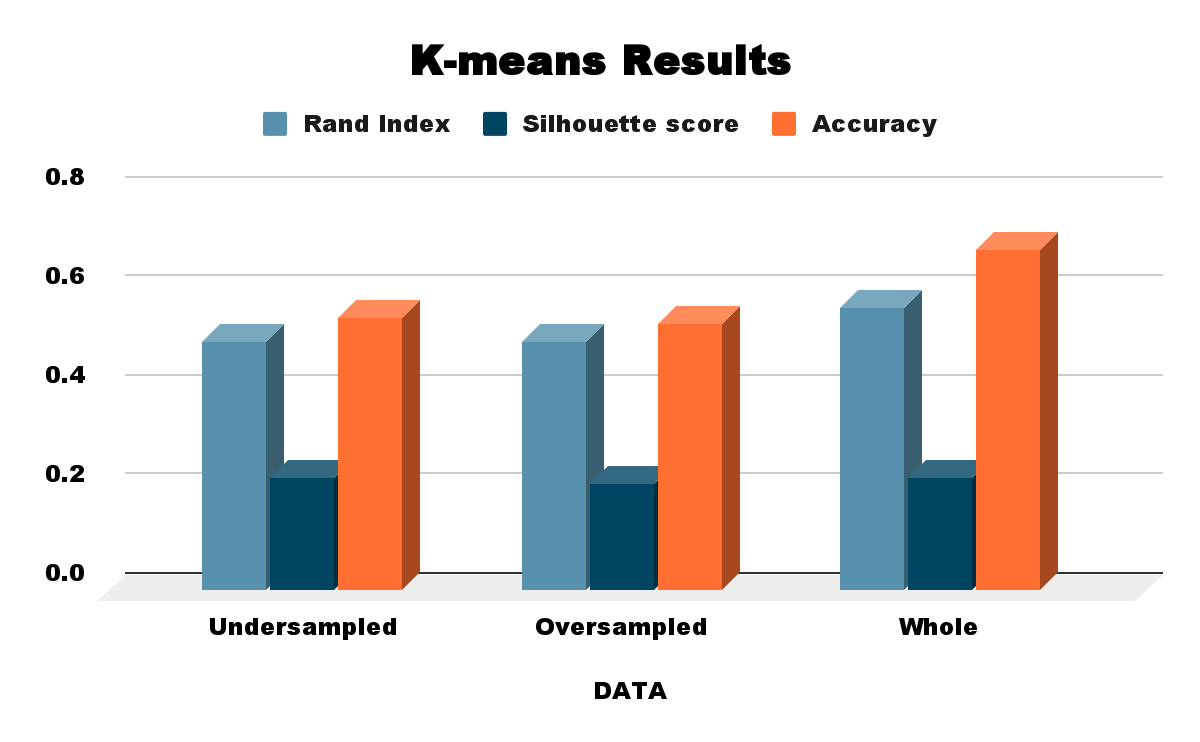 K-means Results
Rand Index Silhouette score Accuracy
0.8
0.6
0.4
0.2
0.0
Undersampled Oversampled Whole
DATA